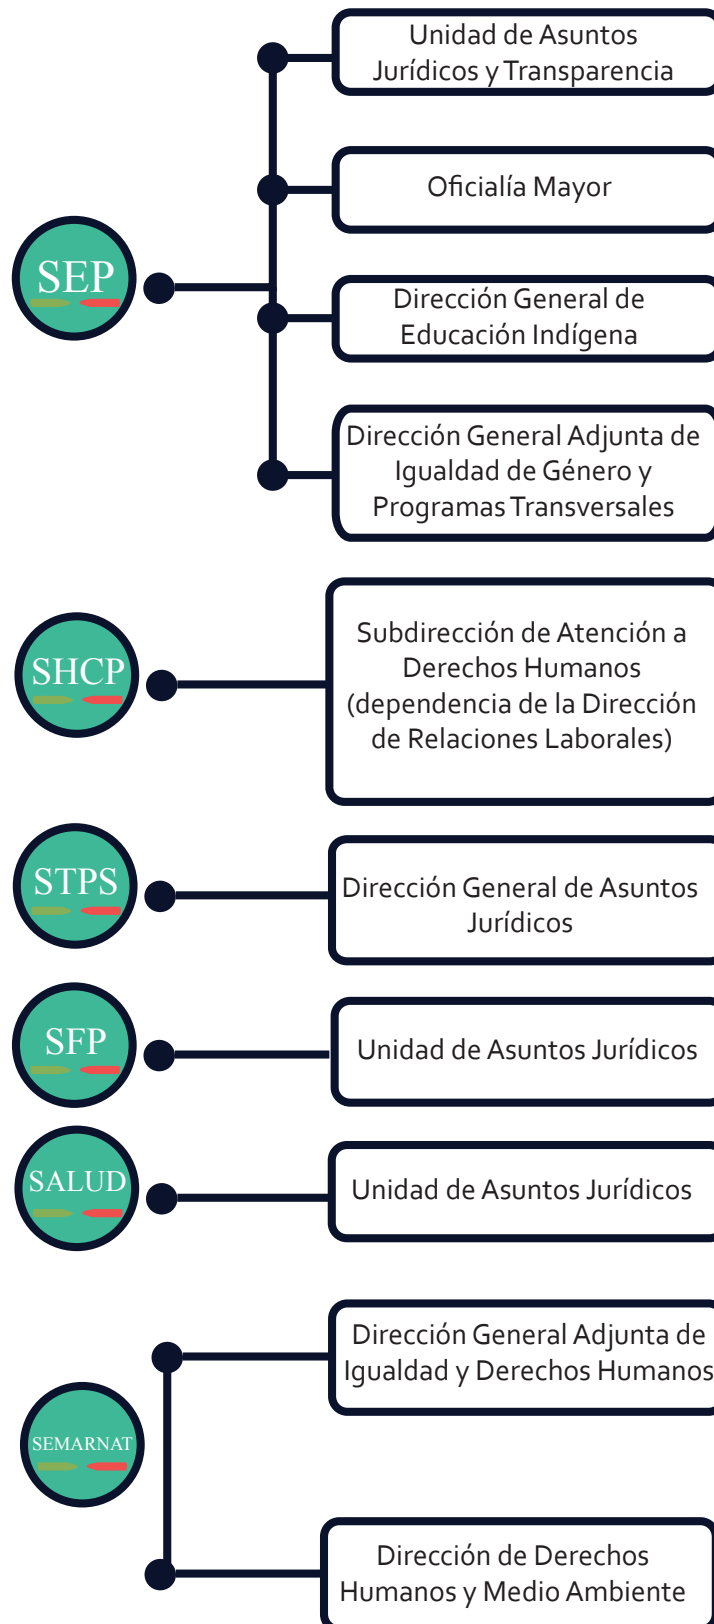 SEP
Unidad de Asuntos
Jurídicos y Transparencia
Oficialía Mayor
Dirección General de
Educación Indígena
Dirección General Adjunta de
Igualdad de Género y
Programas Transversales
SHCP
Subdirección de Atención a
Derechos Humanos
(dependencia de la Dirección
de Relaciones Laborales)
STPS
Dirección General de Asuntos
Jurídicos
SFP
Unidad de Asuntos Jurídicos
SALUD
Unidad de Asuntos Jurídicos
SEMARNAT
Dirección General Adjunta de
Igualdad y Derechos Humanos
Dirección de Derechos
Humanos y Medio Ambiente